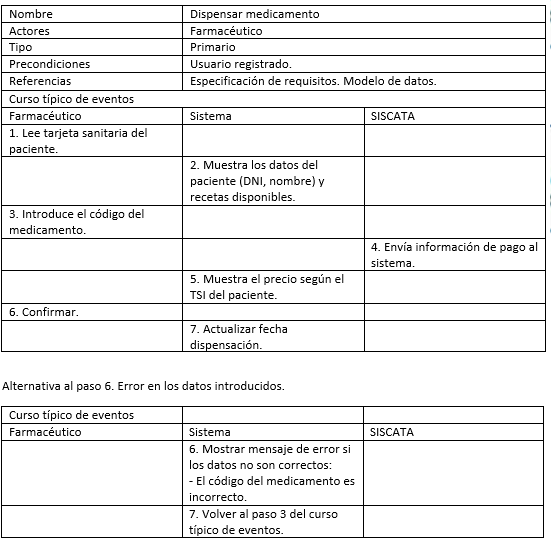 Nombre Dispensar medicamento
Actores Farmacéutico
Tipo Primario
Precondiciones Usuario registrado.
Referencias Especificación de requisitos. Modelo de datos.
Curso típico de eventos
Farmacéutico Sistema SISCATA
1. Lee tarjeta sanitaria del
paciente.
2. Muestra los datos del
paciente (DNI, nombre) y
recetas disponibles.
3. Introduce el código del
medicamento.
4. Envía información de pago al
sistema.
5. Muestra el precio según el
TSI del paciente.
6. Confirmar.
7. Actualizar fecha
dispensación.
Alternativa al paso 6. Error en los datos introducidos.
Curso típico de eventos
Farmacéutico Sistema SISCATA
6. Mostrar mensaje de error si
los datos no son correctos:
- El código del medicamento es
incorrecto.
7. Volver al paso 3 del curso
típico de eventos.